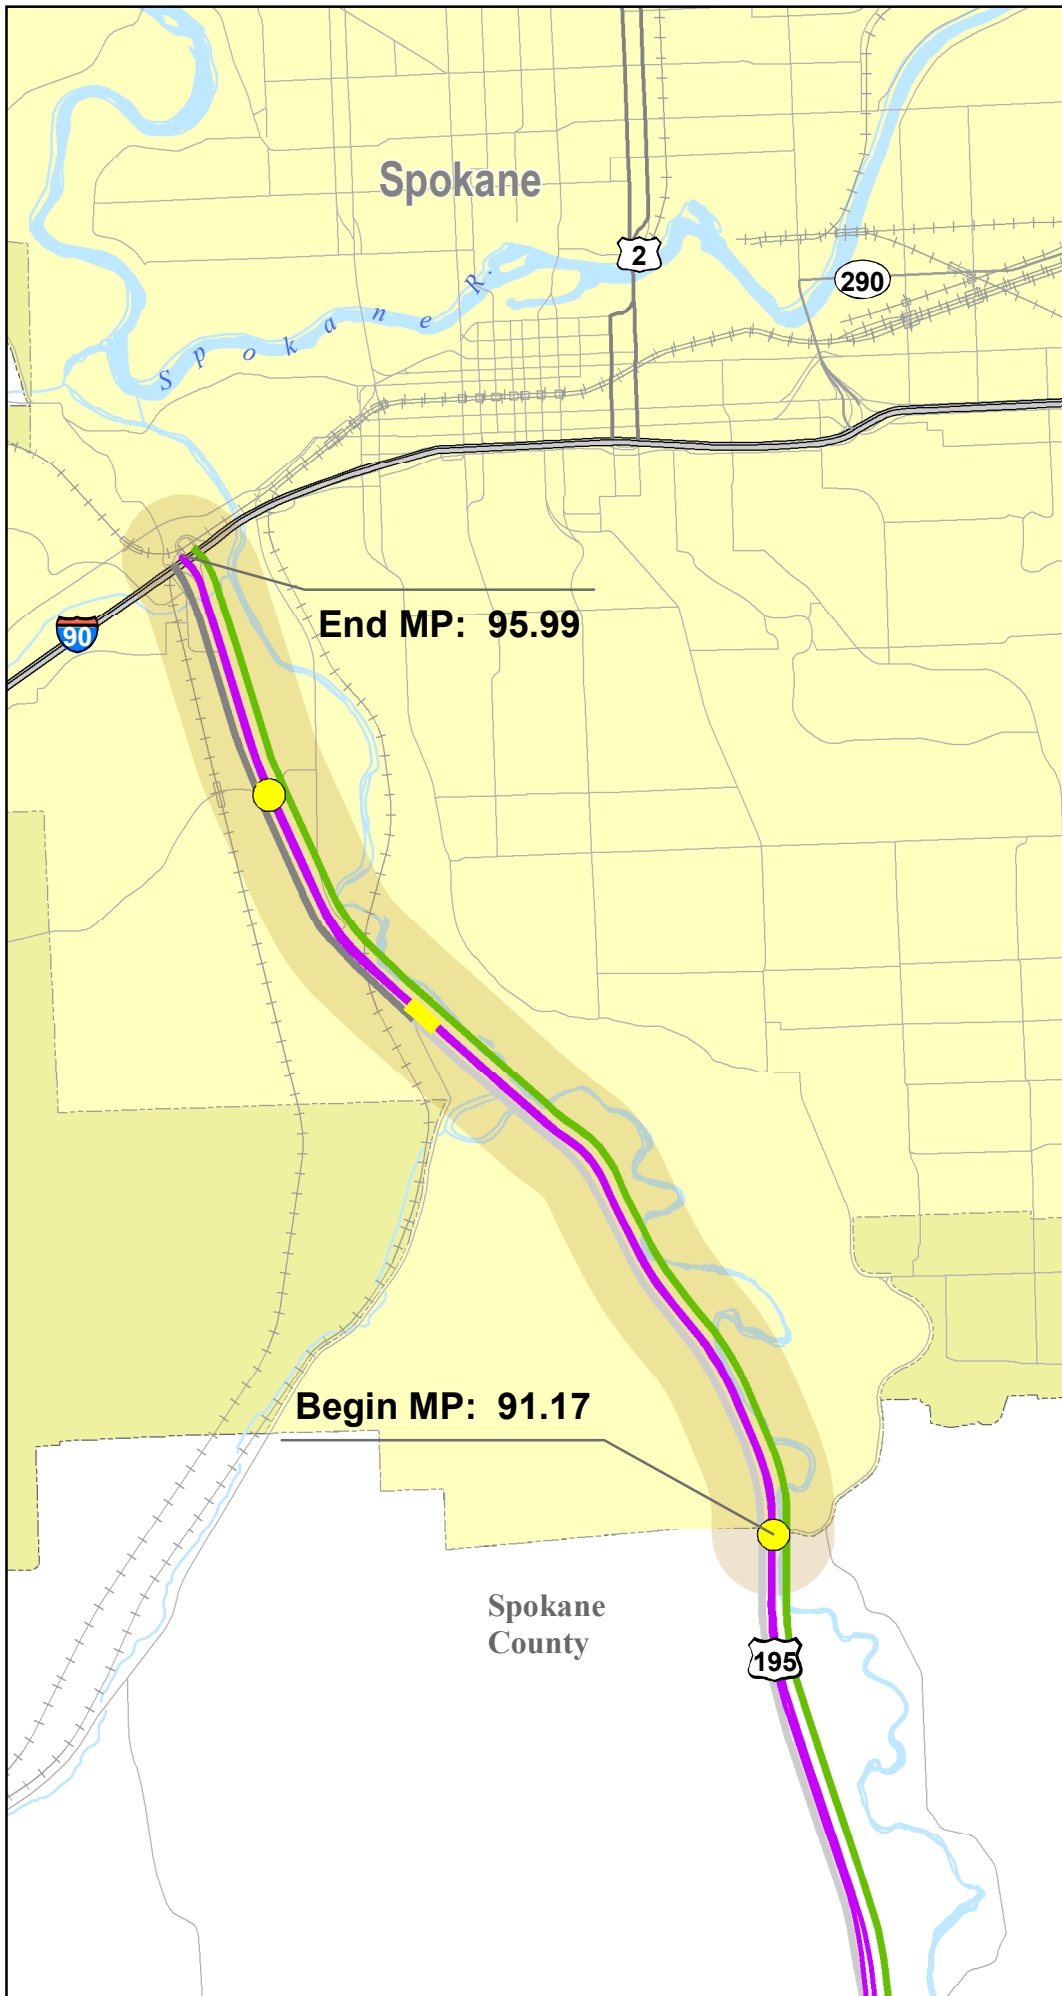 Spokane
2
290
Spokane R.
End MP: 95.99
90
Begin MP: 91.17
Spokane
County
195